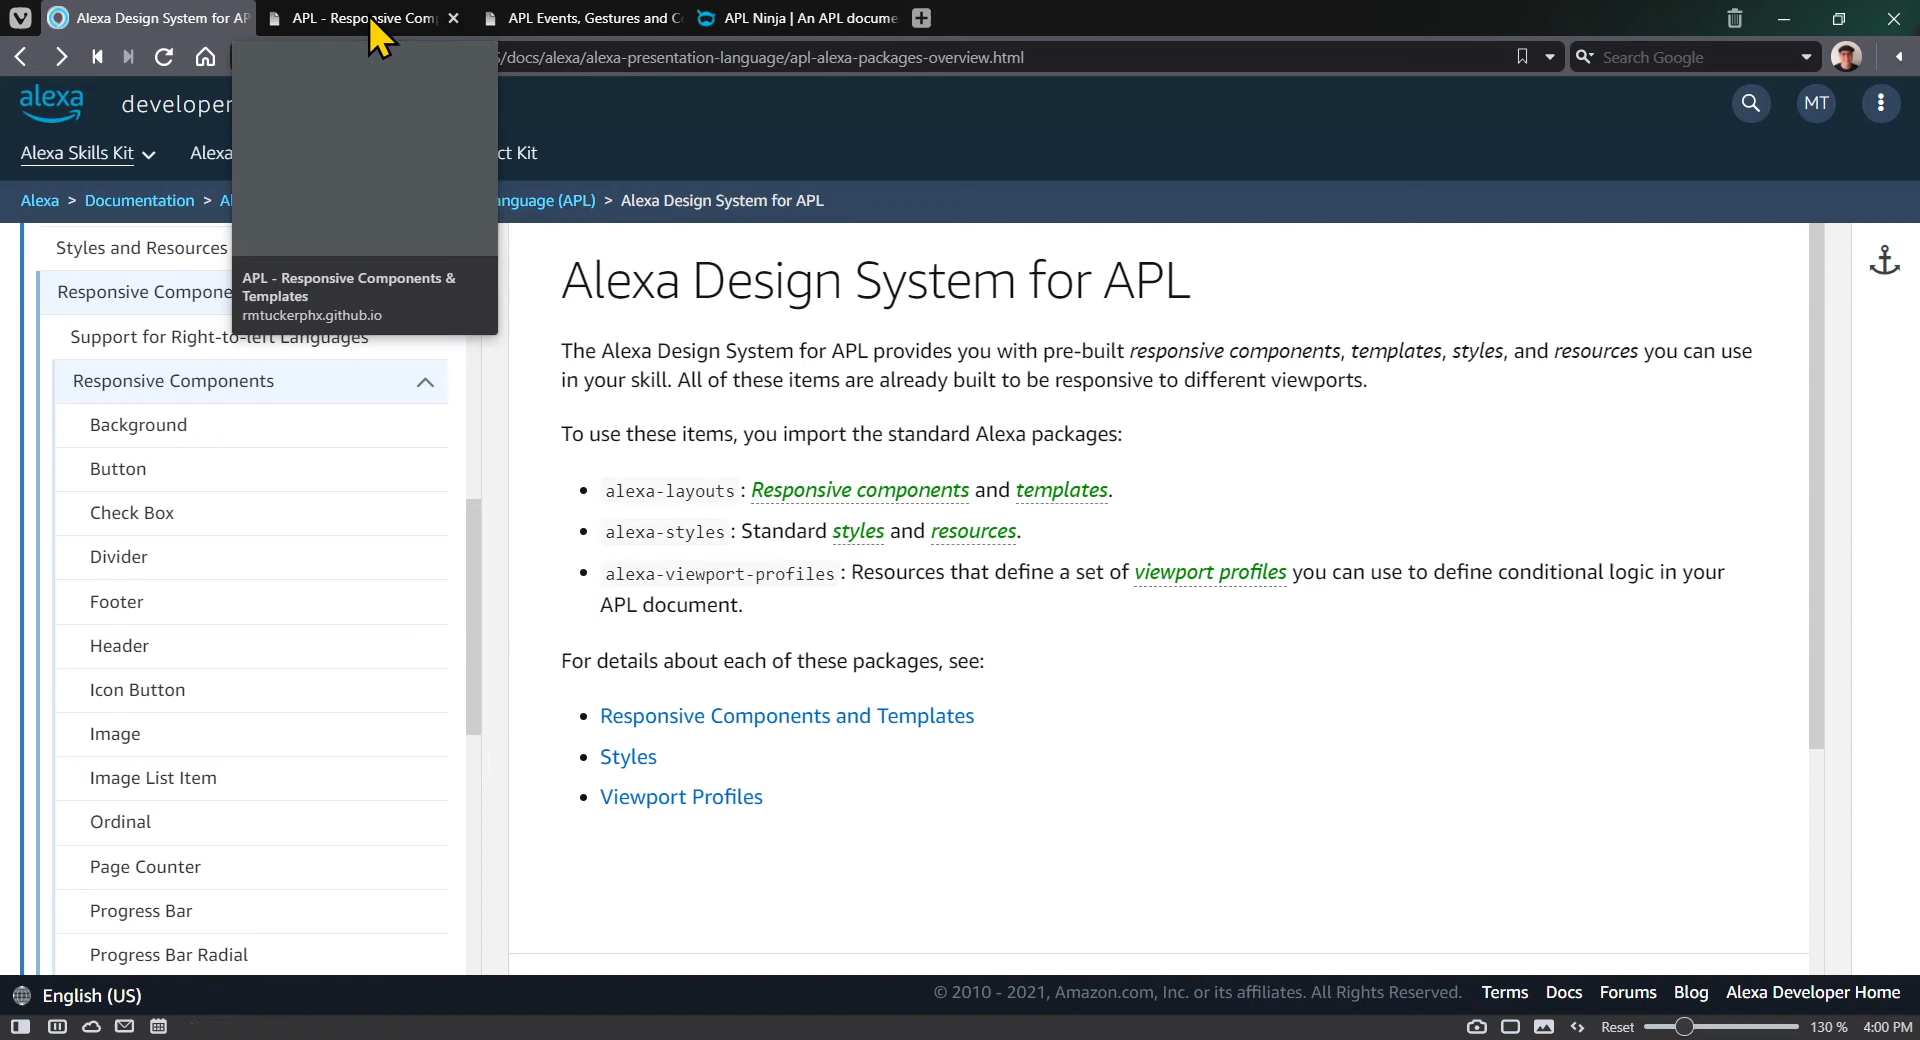 Alexa Design System for AP
APL - Responsive Com
APL Events, Gestures and C
APL Ninja | An APL docume
/docs/alexa/alexa-presentation-language/apl-alexa-packages-overview.html
Search Google
alexa
developer
MT
Alexa Skills Kit
Alexa
ct Kit
Alexa > Documentation > Al
nguage (APL) > Alexa Design System for APL
APL - Responsive Components &
Templates
rmtuckerphx.github.io
Styles and Resources
Responsive Compone
Support for Right-to-left Languages
Responsive Components
Background
Button
Check Box
Divider
Footer
Header
Icon Button
Image
Image List Item
Ordinal
Page Counter
Progress Bar
Progress Bar Radial
Alexa Design System for APL
The Alexa Design System for APL provides you with pre-built responsive components, templates, styles, and resources you can use
in your skill. All of these items are already built to be responsive to different viewports.
To use these items, you import the standard Alexa packages:
• alexa-layouts : Responsive components and templates.
• alexa-styles : Standard styles and resources.
• alexa-viewport-profiles : Resources that define a set of viewport profiles you can use to define conditional logic in your
APL document.
For details about each of these packages, see:
• Responsive Components and Templates
• Styles
• Viewport Profiles
English (US)
© 2010 - 2021, Amazon.com, Inc. or its affiliates. All Rights Reserved. Terms Docs Forums Blog Alexa Developer Home
Reset 130 % 4:00 PM